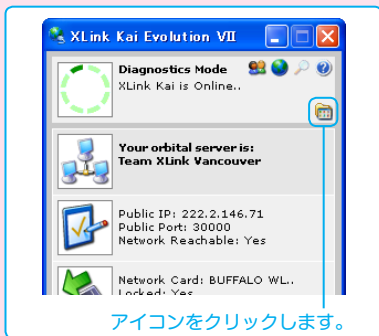 XLink Kai Evolution VII
Diagnostics Mode
XLink Kai is Online..
Your orbital server is:
Team XLink Vancouver
Public IP: 222.2.146.71
Public Port: 30000
Network Reachable: Yes
Network Card: BUFFALO WL..
Locked: Yes
アイコンをクリックします。